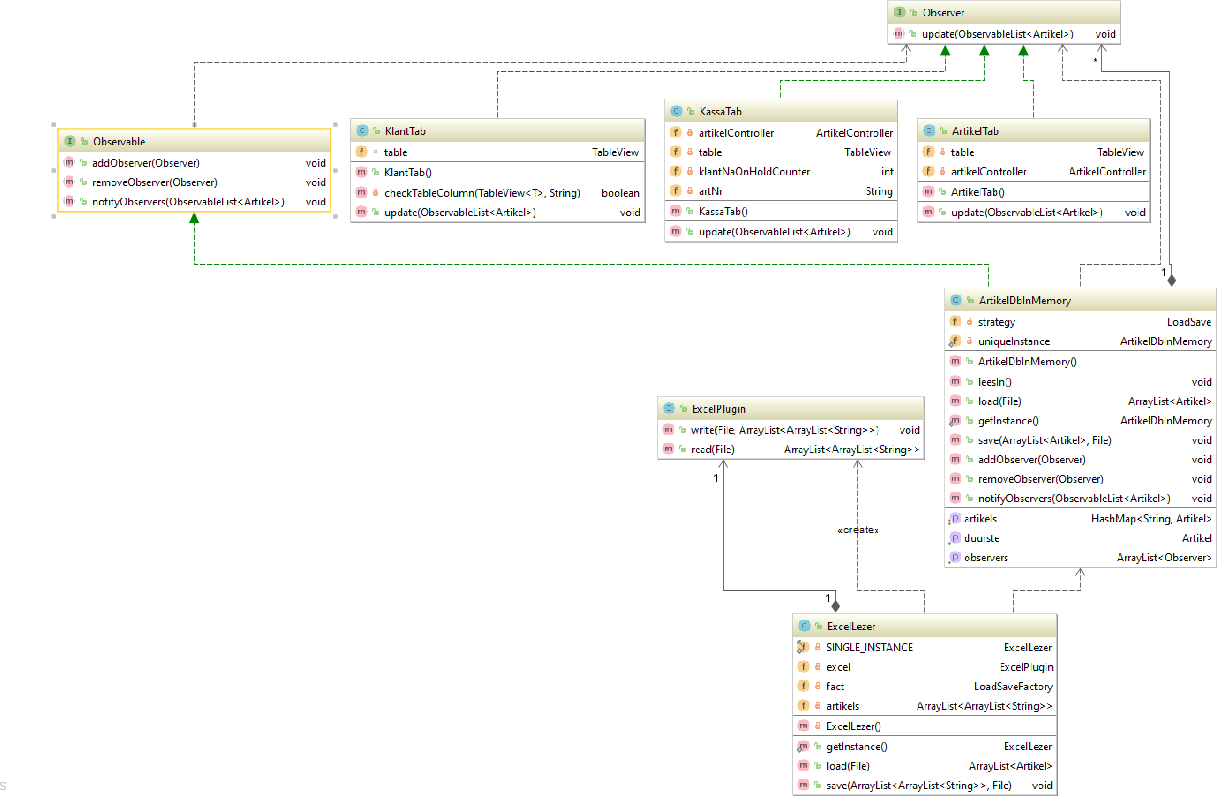 Observer
update(ObservableList<Artikel>) void
*
Observable
addObserver(Observer) void
removeObserver(Observer) void
notifyObservers(ObservableList<Artikel>) void
KlantTab
table TableView
KlantTab()
checkTableColumn(TableView<T>, String) boolean
update(ObservableList<Artikel>) void
KassaTab
artikelController ArtikelController
table TableView
klantNaOnHoldCounter int
artNr String
KassaTab()
update(ObservableList<Artikel>) void
ArtikelTab
table TableView
artikelController ArtikelController
ArtikelTab()
update(ObservableList<Artikel>) void
1
ArtikelDbInMemory
strategy LoadSave
uniqueInstance ArtikelDbInMemory
ArtikelDbInMemory()
leesIn() void
load(File) ArrayList<Artikel>
getInstance() ArtikelDbInMemory
save(ArrayList<Artikel>, File) void
addObserver(Observer) void
removeObserver(Observer) void
notifyObservers(ObservableList<Artikel>) void
artikels HashMap<String, Artikel>
duurste Artikel
observers ArrayList<Observer>
ExcelPlugin
write(File, ArrayList<ArrayList<String>>) void
read(File) ArrayList<ArrayList<String>>
1
«create»
1
ExcelLezer
SINGLE_INSTANCE ExcelLezer
excel ExcelPlugin
fact LoadSaveFactory
artikels ArrayList<ArrayList<String>>
ExcelLezer()
getInstance() ExcelLezer
load(File) ArrayList<Artikel>
save(ArrayList<ArrayList<String>>, File) void
s